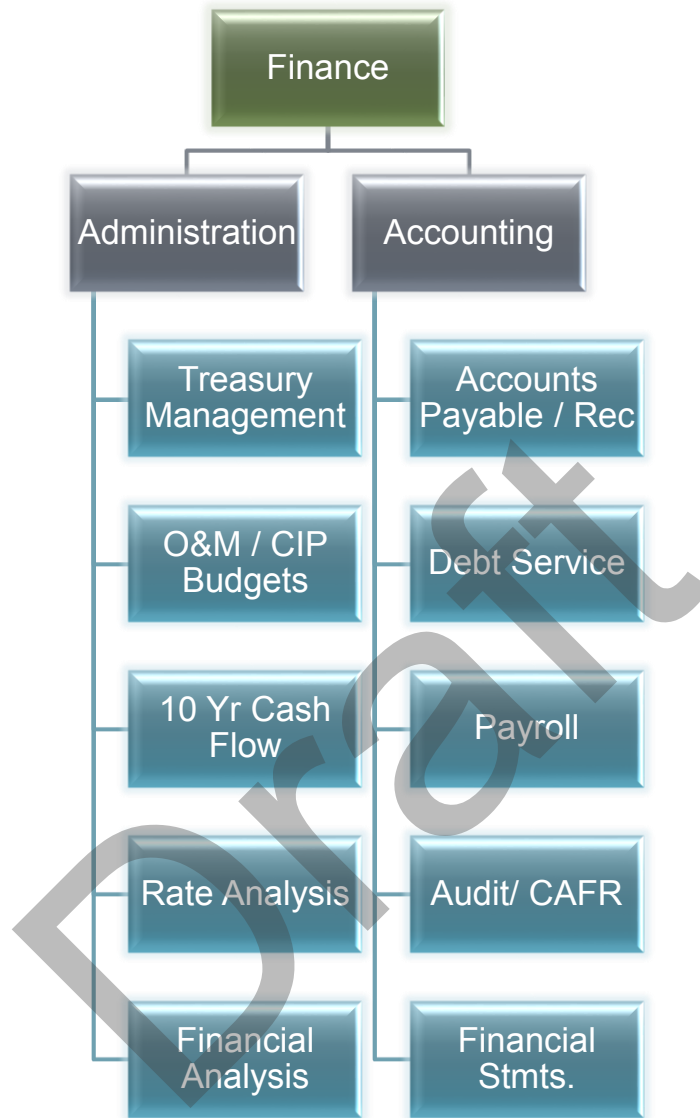 Finance
Administration
Accounting
Treasury
Management
Accounts
Payable / Rec
O&M / CIP
Budgets
Debt Service
10 Yr Cash
Flow
Payroll
Rate Analysis
Audit/ CAFR
Financial
Analysis
Financial
Stmts.
Draft